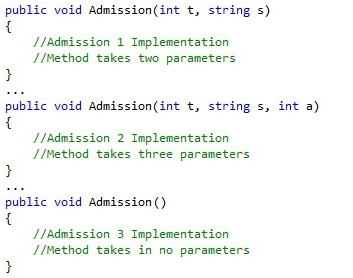 public void Admission(int t, string s)
{
//Admission 1 Implementation
//Method takes two parameters
}
...
public void Admission(int t, string s, int a)
{
//Admission 2 Implementation
//Method takes three parameters
}
...
public void Admission()
{
//Admission 3 Implementation
//Method takes in no parameters
}